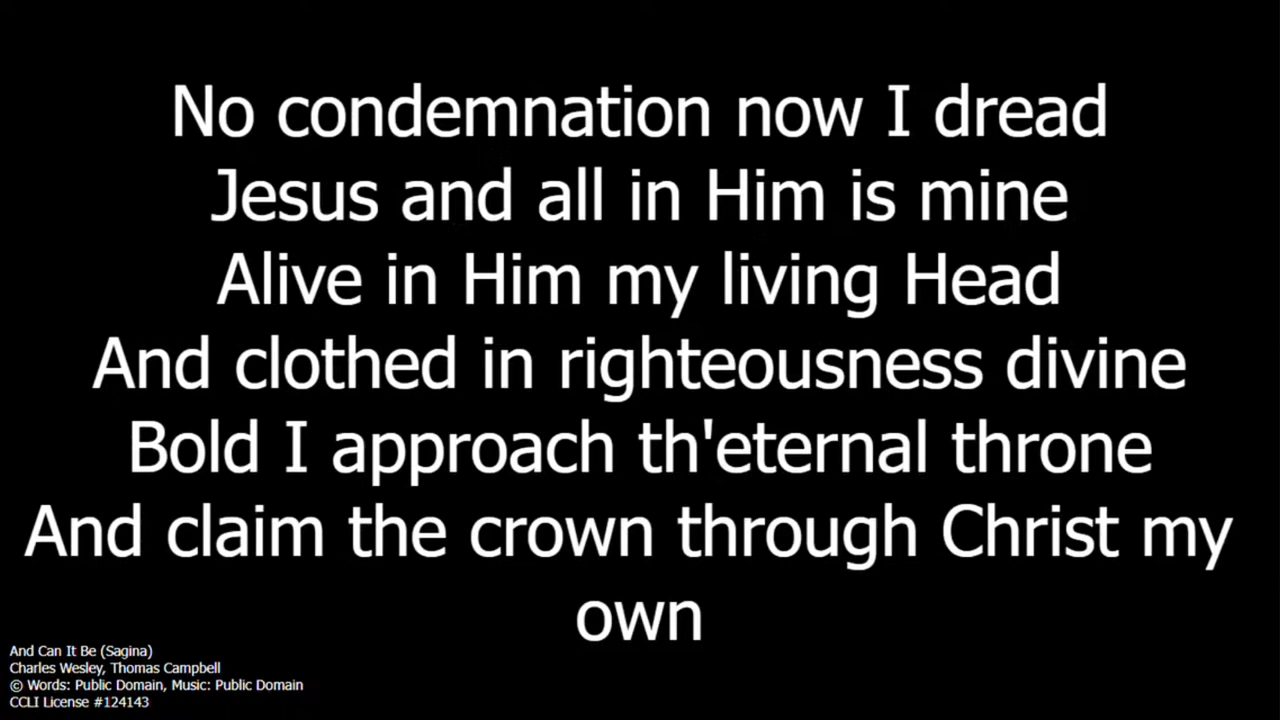 No condemnation now I dread
Jesus and all in Him is mine
Alive in Him my living Head
And clothed in righteousness divine
Bold I approach th'eternal throne
And claim the crown through Christ my
own
And Can It Be (Sagina)
Charles Wesley, Thomas Campbell
© Words: Public Domain, Music: Public Domain
CCLI License #124143